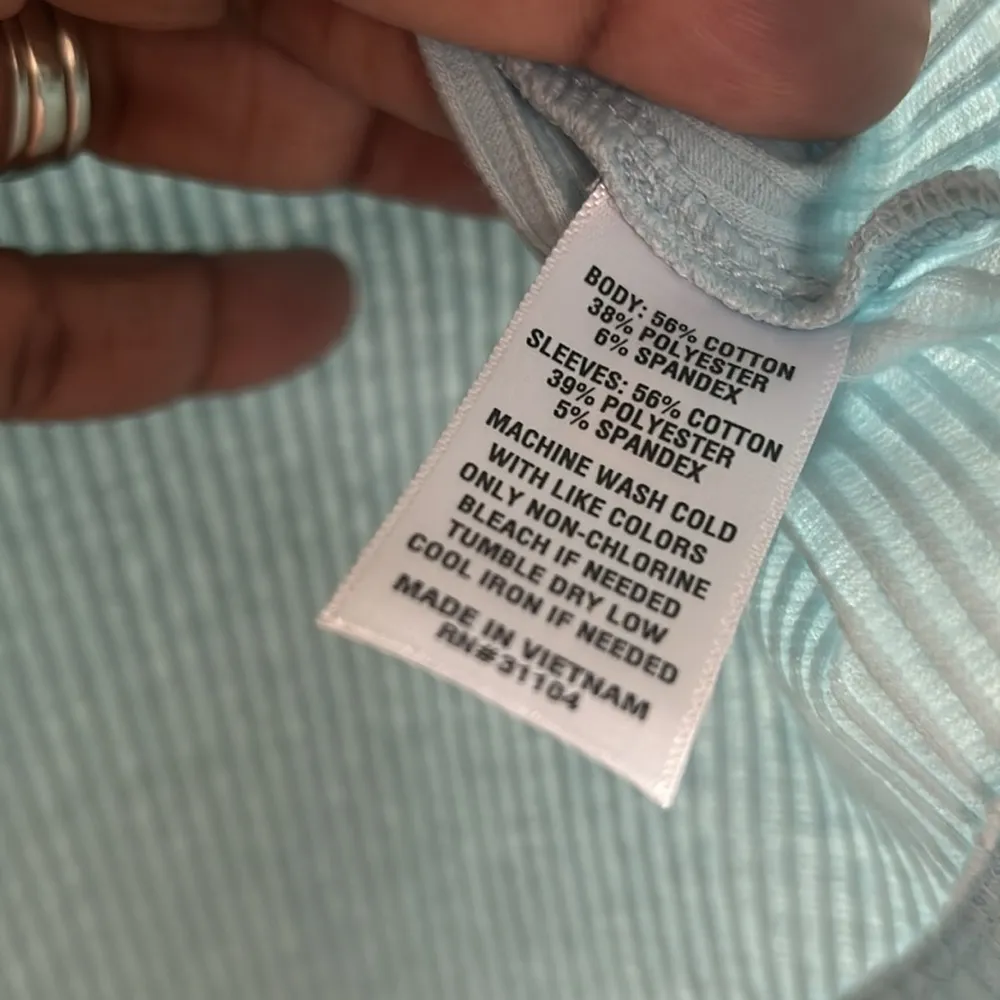 BODY: 56% COTTON
38% POLYESTER
6% SPANDEX
SLEEVES: 56% COTTON
39% POLYESTER
5% SPANDEX
MACHINE WASH COLD
WITH LIKE COLORS
ONLY NON-CHLORINE
BLEACH IF NEEDED
TUMBLE DRY LOW
COOL IRON IF NEEDED
MADE IN VIETNAM
RN#31104